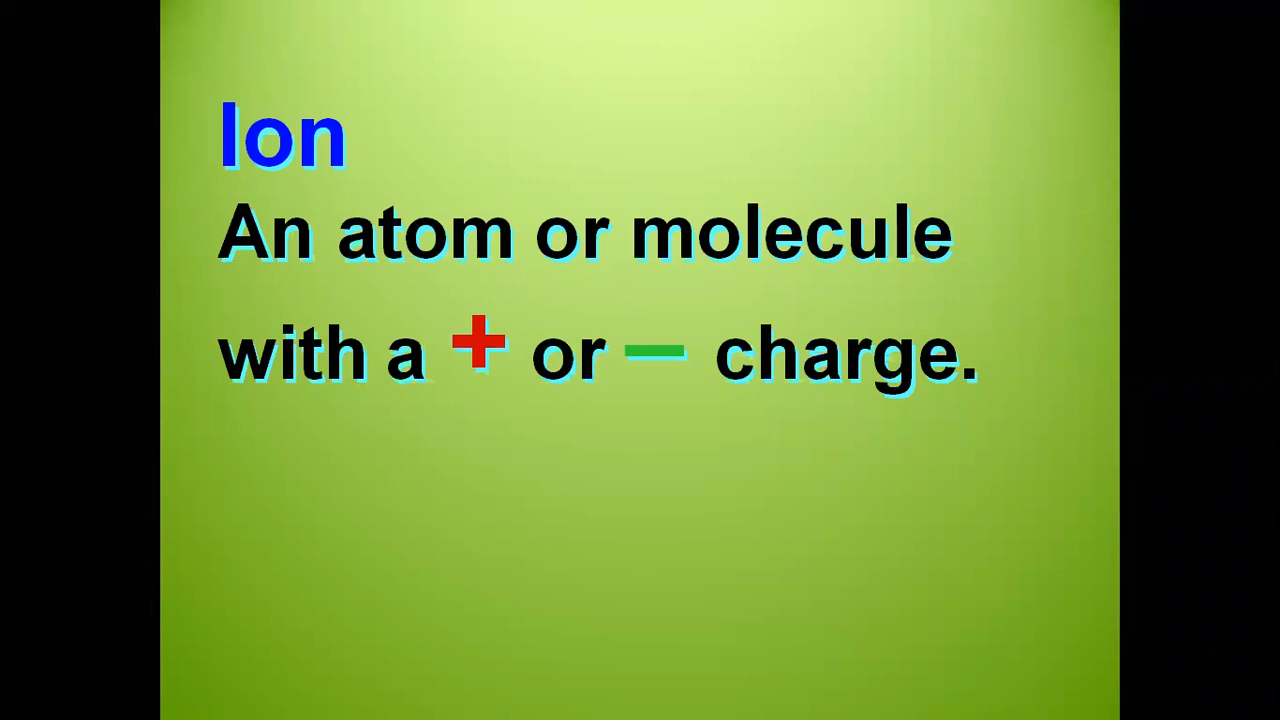 Ion
An atom or molecule
with a + or – charge.